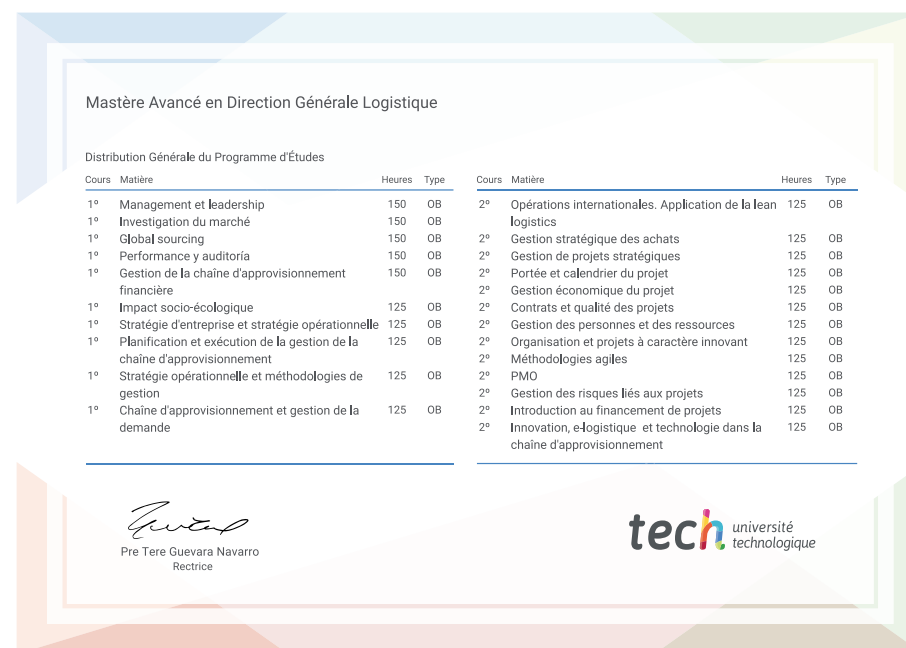 Mastère Avancé en Direction Générale Logistique
Distribution Générale du Programme d'Études
Cours Matière Heures Type
1º Management et leadership 150 OB
1º Investigation du marché 150 OB
1º Global sourcing 150 OB
1º Performance y auditoría 150 OB
1º Gestion de la chaîne d'approvisionnement 150 OB
financière
1º Impact socio-écologique 125 OB
1º Stratégie d'entreprise et stratégie opérationnelle 125 OB
1º Planification et exécution de la gestion de la 125 OB
chaîne d'approvisionnement
1º Stratégie opérationnelle et méthodologies de 125 OB
gestion
1º Chaîne d'approvisionnement et gestion de la 125 OB
demande
Cours Matière Heures Type
2º Opérations internationales. Application de la lean 125 OB
logistics
2º Gestion stratégique des achats 125 OB
2º Gestion de projets stratégiques 125 OB
2º Portée et calendrier du projet 125 OB
2º Gestion économique du projet 125 OB
2º Contrats et qualité des projets 125 OB
2º Gestion des personnes et des ressources 125 OB
2º Organisation et projets à caractère innovant 125 OB
2º Méthodologies agiles 125 OB
2º PMO 125 OB
2º Gestion des risques liés aux projets 125 OB
2º Introduction au financement de projets 125 OB
2º Innovation, e-logistique et technologie dans la 125 OB
chaîne d'approvisionnement
Pre Tere Guevara Navarro
Rectrice
tech université
technologique